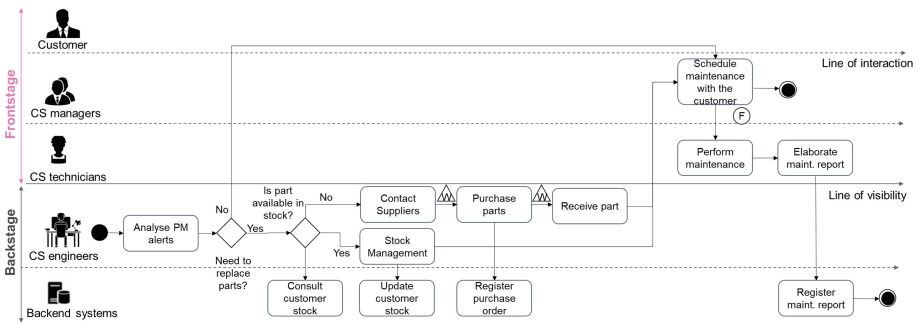 Frontstage
Backstage
Customer
Line of interaction
CS managers
Schedule
maintenance
with the
customer
F
CS technicians
Perform
maintenance
Elaborate
maint. report
Line of visibility
CS engineers
Analyse PM
alerts
No
Yes
Need to
replace
parts?
Is part
available in
stock?
No
Yes
Contact
Suppliers
W
Purchase
parts
W
Receive part
Stock
Management
Backend systems
Consult
customer
stock
Update
customer
stock
Register
purchase
order
Register
maint. report